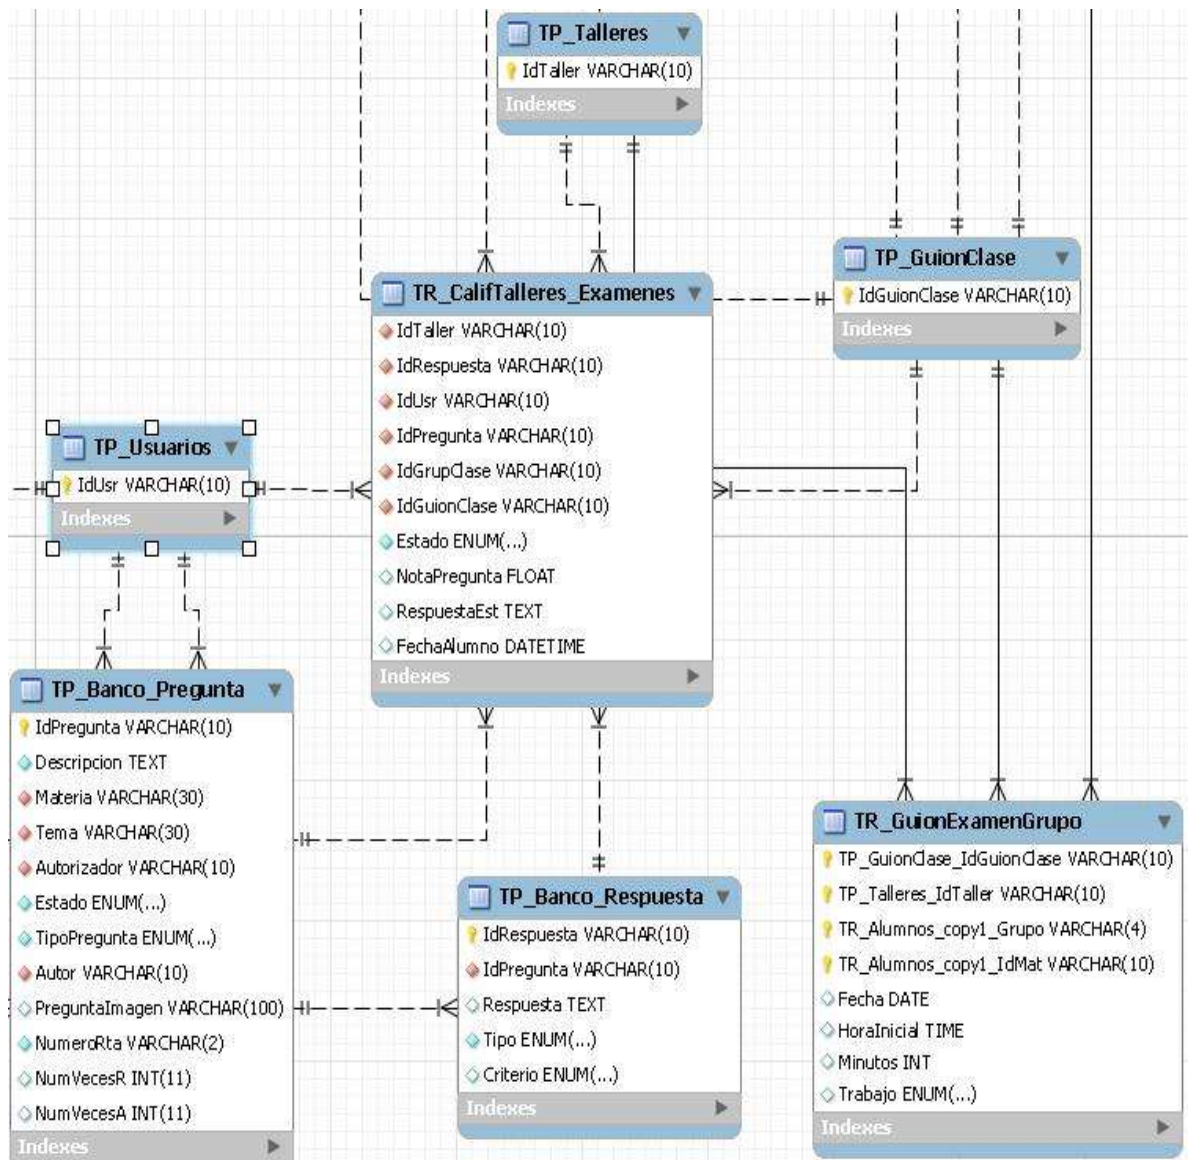 TP_Talleres
IdTaller VARCHAR(10)
Indexes
TP_GuionClase
IdGuionClase VARCHAR(10)
Indexes
TR_CalifTalleres_Examenes
IdTaller VARCHAR(10)
IdRespuesta VARCHAR(10)
IdUsr VARCHAR(10)
IdPregunta VARCHAR(10)
IdGrupClase VARCHAR(10)
IdGuionClase VARCHAR(10)
Estado ENUM(...)
NotaPregunta FLOAT
RespuestaEst TEXT
FechaAlumno DATETIME
Indexes
TP_Usuarios
IdUsr VARCHAR(10)
Indexes
TP_Banco_Pregunta
IdPregunta VARCHAR(10)
Descripcion TEXT
Materia VARCHAR(30)
Tema VARCHAR(30)
Autorizador VARCHAR(10)
Estado ENUM(...)
TipoPregunta ENUM(...)
Autor VARCHAR(10)
PreguntaImagen VARCHAR(100)
NumeroRta VARCHAR(2)
NumVecesR INT(11)
NumVecesA INT(11)
Indexes
TP_Banco_Respuesta
IdRespuesta VARCHAR(10)
IdPregunta VARCHAR(10)
Respuesta TEXT
Tipo ENUM(...)
Criterio ENUM(...)
Indexes
TR_GuionExamenGrupo
TP_GuionClase_IdGuionClase VARCHAR(10)
TP_Talleres_IdTaller VARCHAR(10)
TR_Alumnos_copy1_Grupo VARCHAR(4)
TR_Alumnos_copy1_IdMat VARCHAR(10)
Fecha DATE
HoraInicial TIME
Minutos INT
Trabajo ENUM(...)
Indexes